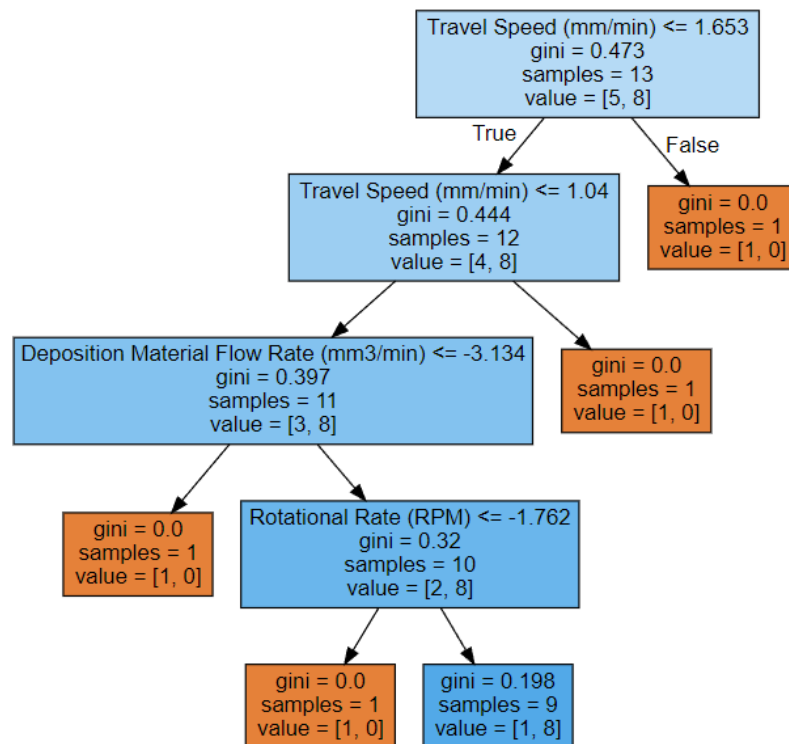 Travel Speed (mm/min) <= 1.653
gini = 0.473
samples = 13
value = [5, 8]
True
False
Travel Speed (mm/min) <= 1.04
gini = 0.444
samples = 12
value = [4, 8]
gini = 0.0
samples = 1
value = [1, 0]
Deposition Material Flow Rate (mm3/min) <= -3.134
gini = 0.397
samples = 11
value = [3, 8]
gini = 0.0
samples = 1
value = [1, 0]
gini = 0.0
samples = 1
value = [1, 0]
Rotational Rate (RPM) <= -1.762
gini = 0.32
samples = 10
value = [2, 8]
gini = 0.0
samples = 1
value = [1, 0]
gini = 0.198
samples = 9
value = [1, 8]